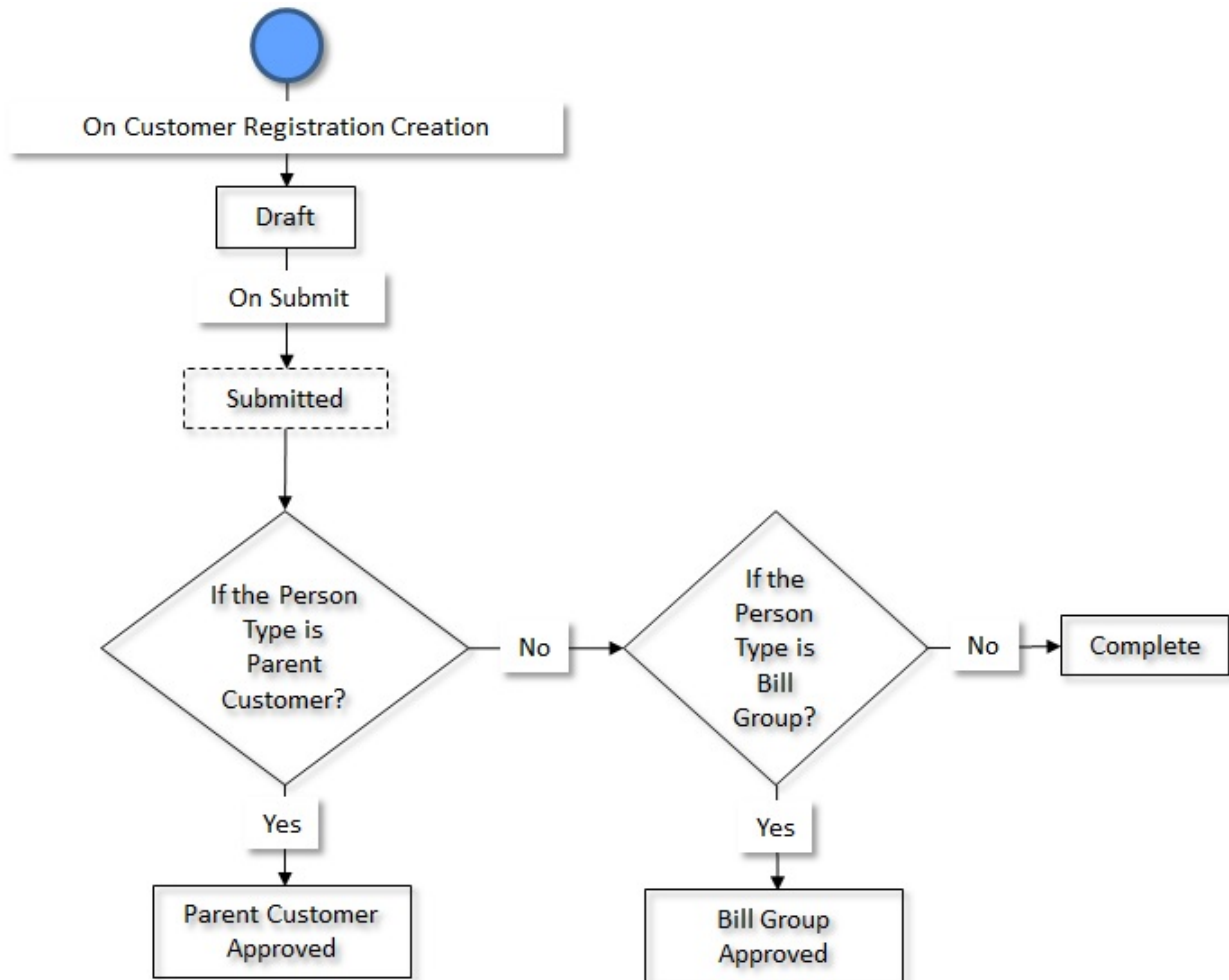 On Customer Registration Creation
Draft
On Submit
Submitted
If the Person
Type is
Parent
Customer?
No
If the
Person
Type is
Bill
Group?
No
Complete
Yes
Yes
Parent Customer
Approved
Bill Group
Approved